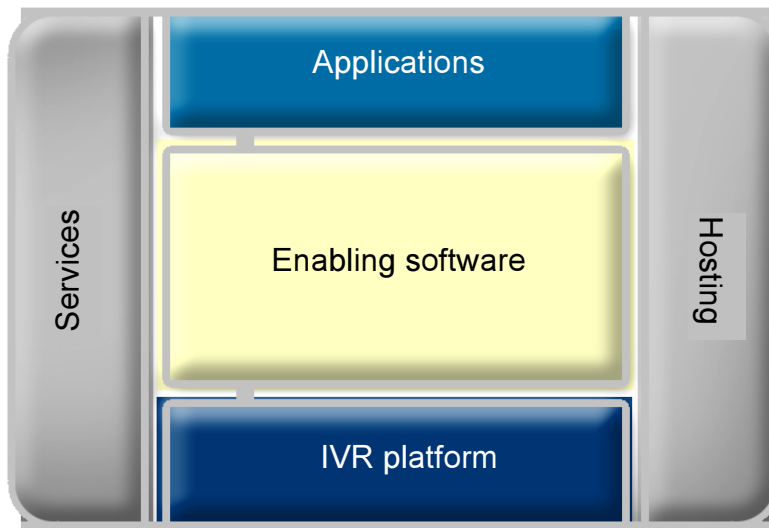 Applications
Services
Enabling software
Hosting
IVR platform